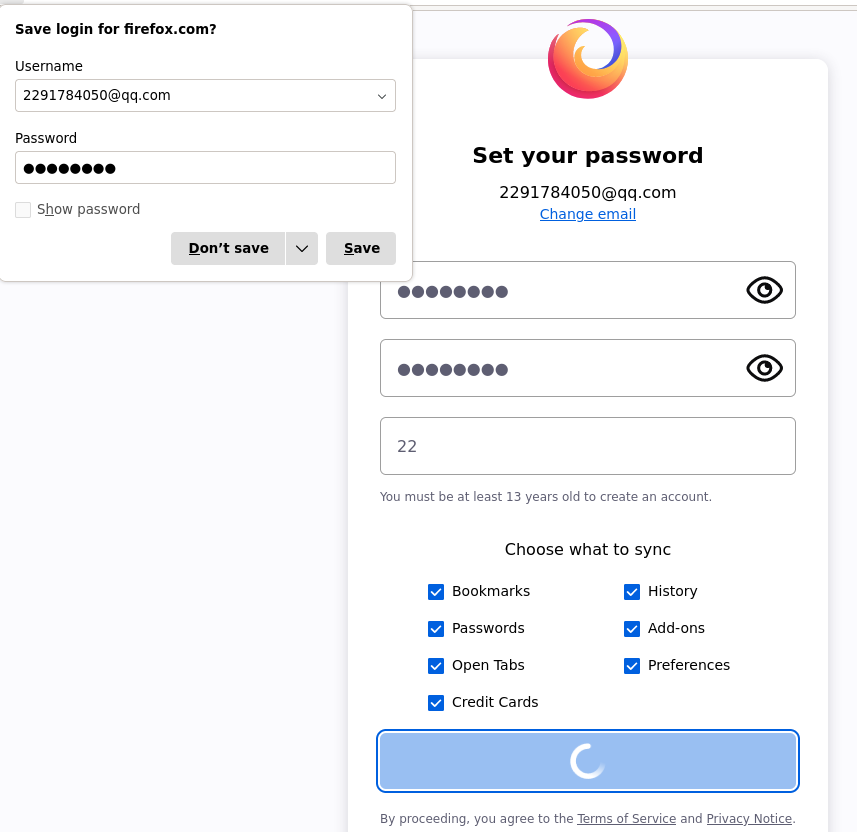 Save login for firefox.com?
Username
2291784050@qq.com
Password
●●●●●●●●
Show password
Don’t save
Save
Set your password
2291784050@qq.com
Change email
●●●●●●●●
●●●●●●●●
22
You must be at least 13 years old to create an account.
Choose what to sync
Bookmarks
History
Passwords
Add-ons
Open Tabs
Preferences
Credit Cards
By proceeding, you agree to the Terms of Service and Privacy Notice.